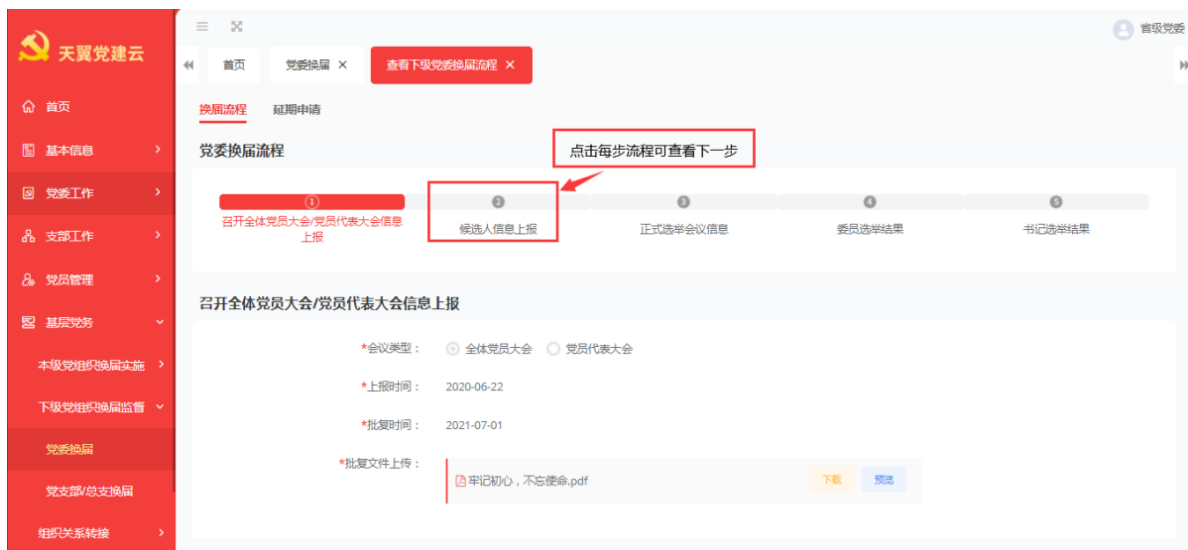 天翼党建云
省级党委
首页
党委换届 ×
查看下级党委换届流程 ×
首页
基本信息
党委工作
支部工作
党员管理
基层党务
本级党组织换届实施
下级党组织换届监督
党委换届
党支部/总支换届
组织关系转接
换届流程
延期申请
党委换届流程
点击每步流程可查看下一步
①
召开全体党员大会/党员代表大会信息
上报
②
候选人信息上报
③
正式选举会议信息
④
委员选举结果
⑤
书记选举结果
召开全体党员大会/党员代表大会信息上报
*会议类型： 全体党员大会 党员代表大会
*上报时间： 2020-06-22
*批复时间： 2021-07-01
*批复文件上传：
牢记初心，不忘使命.pdf 下载 预览